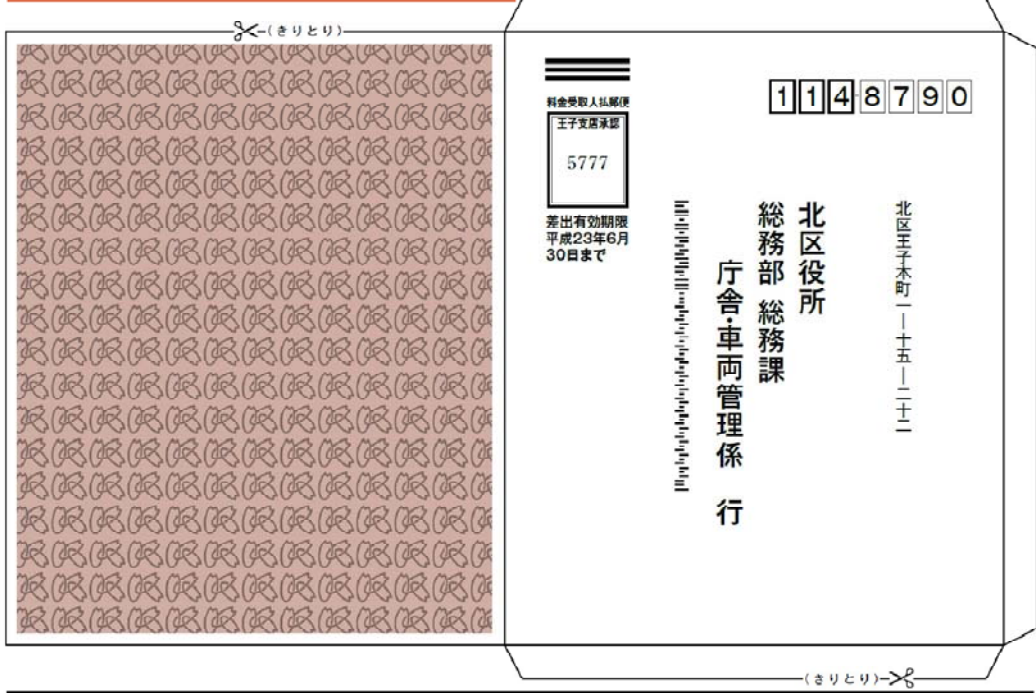 (きりとり)
料金受取人払郵便
王子支店承認
5777
差出有効期限
平成23年6月
30日まで
1148790
北区王子本町一―十五―二十二
北区役所
総務部 総務課
庁舎・車両管理係 行
(きりとり)